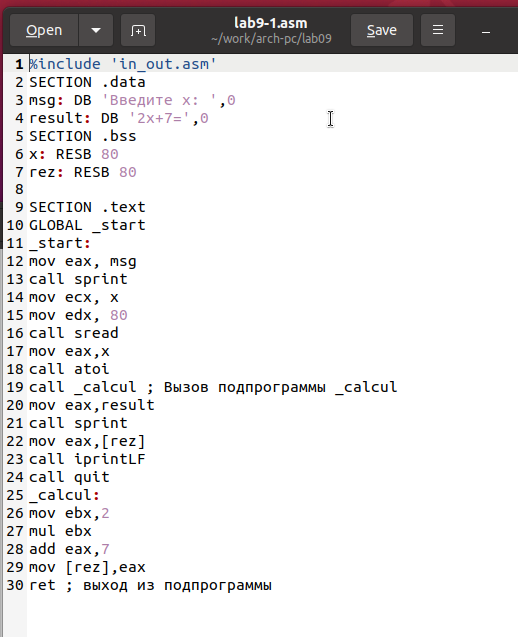 Open
lab9-1.asm
~/work/arch-pc/lab09
Save
1 %include 'in_out.asm'
2 SECTION .data
3 msg: DB 'Введите x: ',0
4 result: DB '2x+7=',0
5 SECTION .bss
6 x: RESB 80
7 rez: RESB 80
8
9 SECTION .text
10 GLOBAL _start
11 _start:
12 mov eax, msg
13 call sprint
14 mov ecx, x
15 mov edx, 80
16 call sread
17 mov eax,x
18 call atoi
19 call _calcul ; Вызов подпрограммы _calcul
20 mov eax,result
21 call sprint
22 mov eax,[rez]
23 call iprintLF
24 call quit
25 _calcul:
26 mov ebx,2
27 mul ebx
28 add eax,7
29 mov [rez],eax
30 ret ; выход из подпрограммы